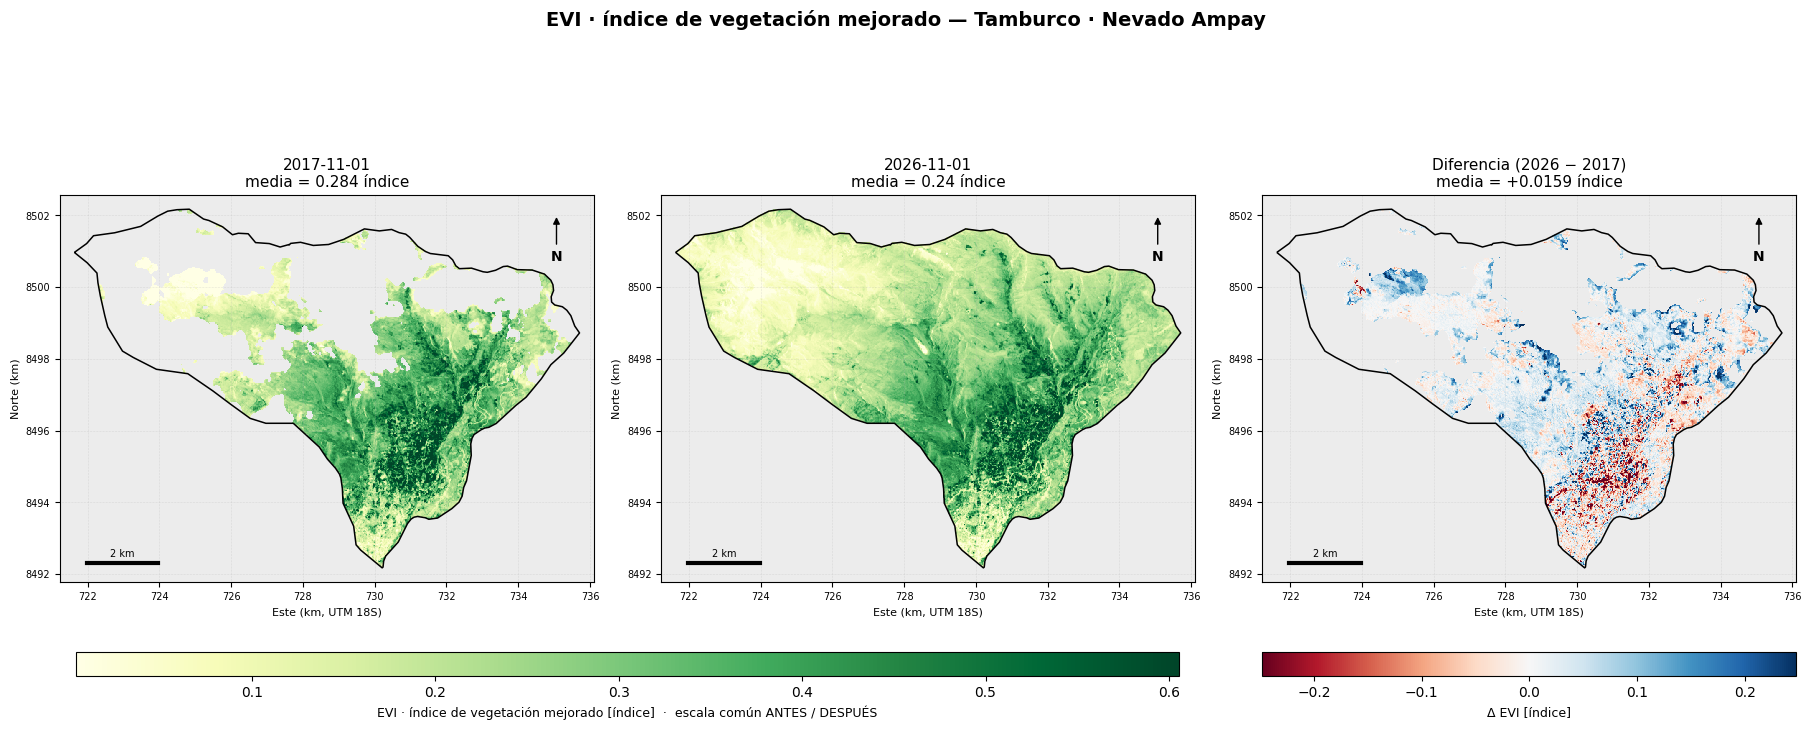 EVI · índice de vegetación mejorado — Tamburco · Nevado Ampay
2017-11-01
media = 0.284 índice
8502
8500
8498
8496
8494
8492
Norte (km)
N
2 km
722 724 726 728 730 732 734 736
Este (km, UTM 18S)
2026-11-01
media = 0.24 índice
8502
8500
8498
8496
8494
8492
Norte (km)
N
2 km
722 724 726 728 730 732 734 736
Este (km, UTM 18S)
Diferencia (2026 − 2017)
media = +0.0159 índice
8502
8500
8498
8496
8494
8492
Norte (km)
N
2 km
722 724 726 728 730 732 734 736
Este (km, UTM 18S)
0.1 0.2 0.3 0.4 0.5 0.6
EVI · índice de vegetación mejorado [índice] · escala común ANTES / DESPUÉS
−0.2 −0.1 0.0 0.1 0.2
Δ EVI [índice]